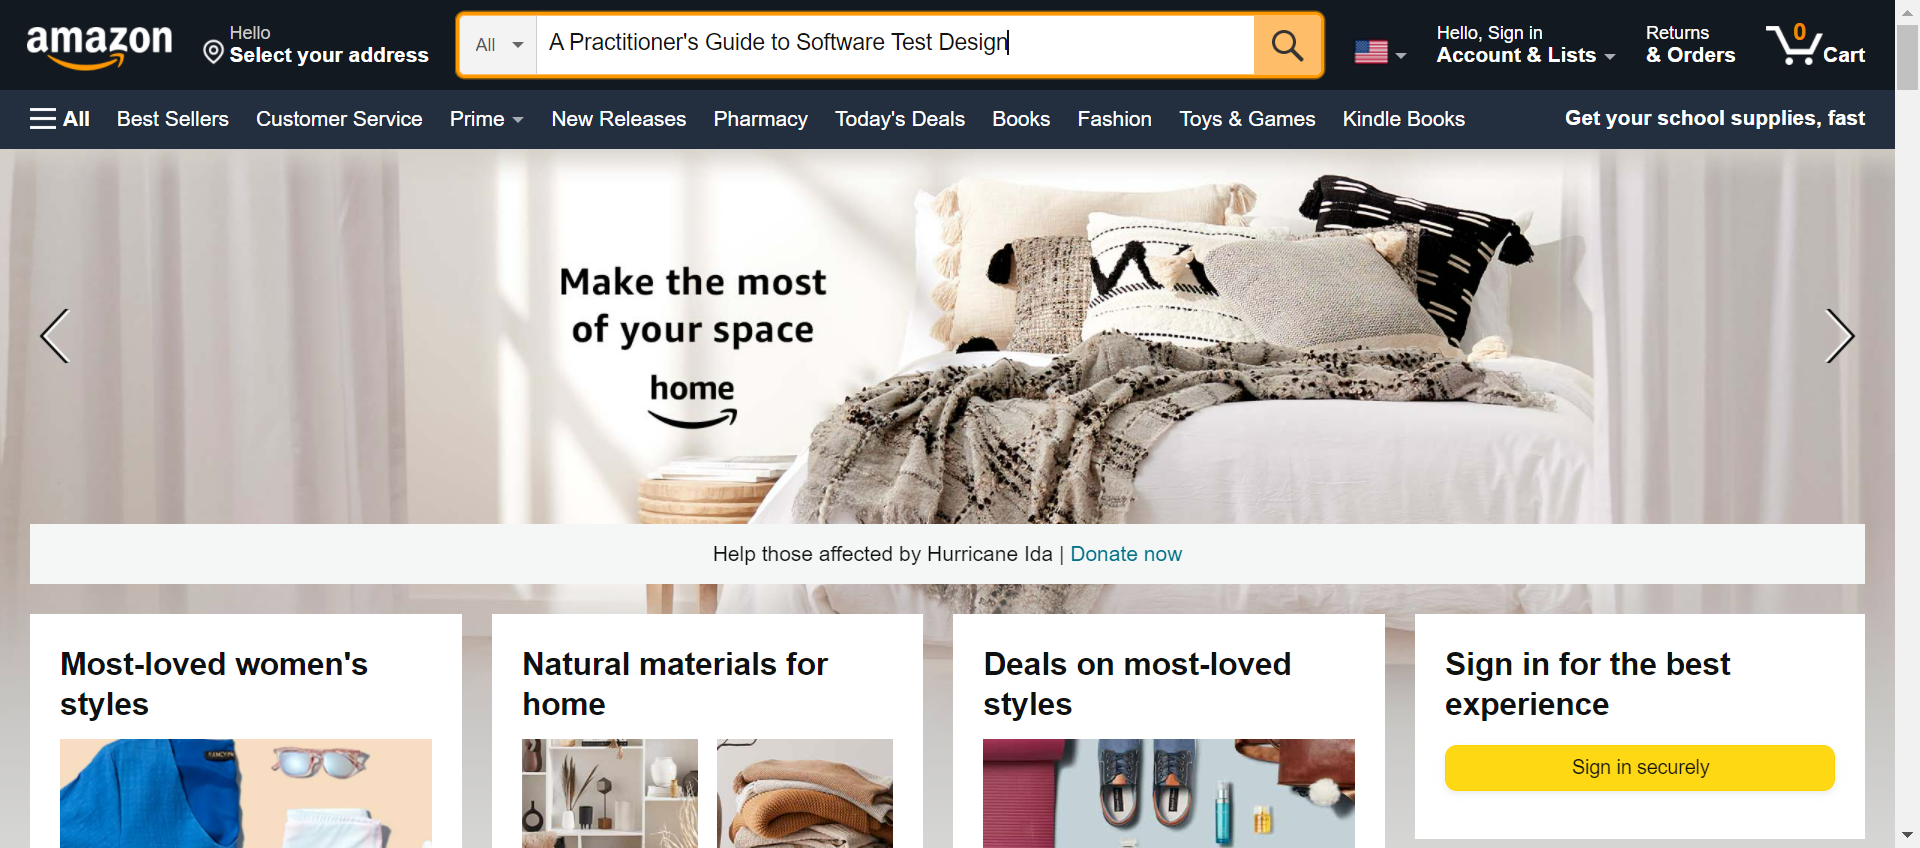 amazon
Hello
Select your address
All
A Practitioner's Guide to Software Test Design
Hello, Sign in
Account & Lists
Returns
& Orders
0
Cart
All
Best Sellers
Customer Service
Prime
New Releases
Pharmacy
Today's Deals
Books
Fashion
Toys & Games
Kindle Books
Get your school supplies, fast
Make the most
of your space
home
Help those affected by Hurricane Ida | Donate now
Most-loved women's
styles
Natural materials for
home
Deals on most-loved
styles
Sign in for the best
experience
Sign in securely